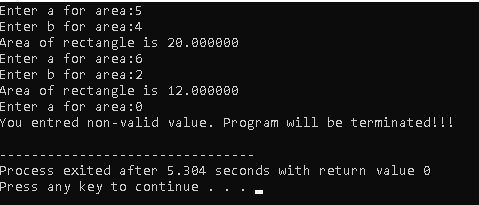 Enter a for area:5
Enter b for area:4
Area of rectangle is 20.000000
Enter a for area:6
Enter b for area:2
Area of rectangle is 12.000000
Enter a for area:0
You entred non-valid value. Program will be terminated!!!
--------------------------------
Process exited after 5.304 seconds with return value 0
Press any key to continue . . .